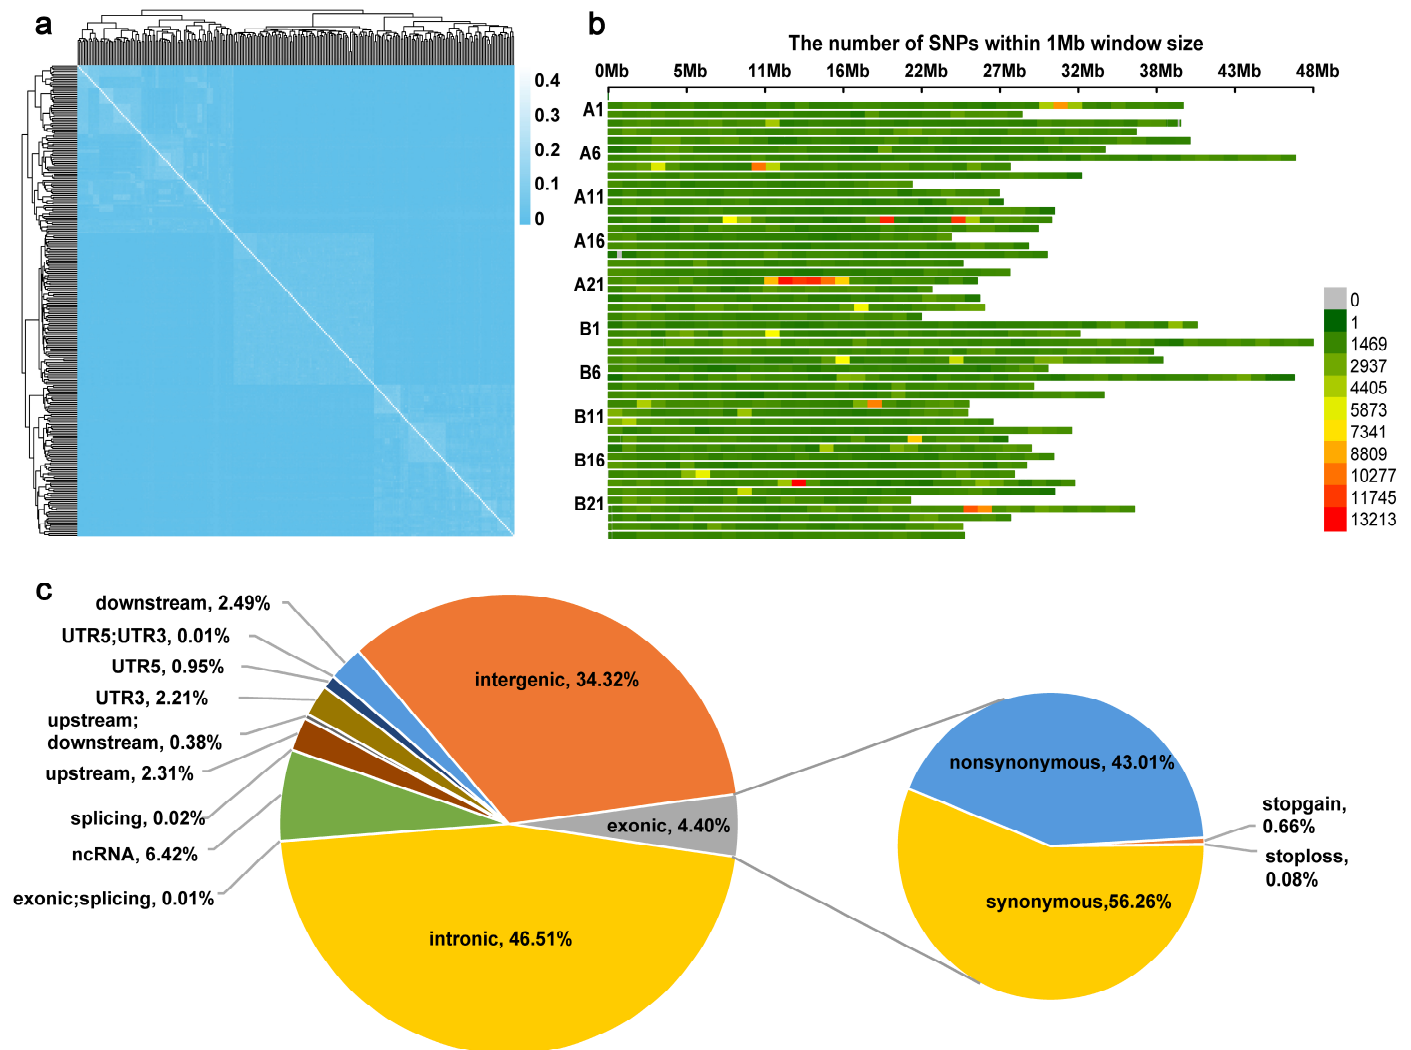 a
0.4
0.3
0.2
0.1
0
b
The number of SNPs within 1Mb window size
0Mb 5Mb 11Mb 16Mb 22Mb 27Mb 32Mb 38Mb 43Mb 48Mb
A1
A6
A11
A16
A21
B1
B6
B11
B16
B21
0
1
1469
2937
4405
5873
7341
8809
10277
11745
13213
c
downstream, 2.49%
UTR5;UTR3, 0.01%
UTR5, 0.95%
UTR3, 2.21%
upstream;
downstream, 0.38%
upstream, 2.31%
splicing, 0.02%
ncRNA, 6.42%
exonic;splicing, 0.01%
intergenic, 34.32%
exonic, 4.40%
intronic, 46.51%
nonsynonymous, 43.01%
synonymous,56.26%
stopgain,
0.66%
stoploss,
0.08%